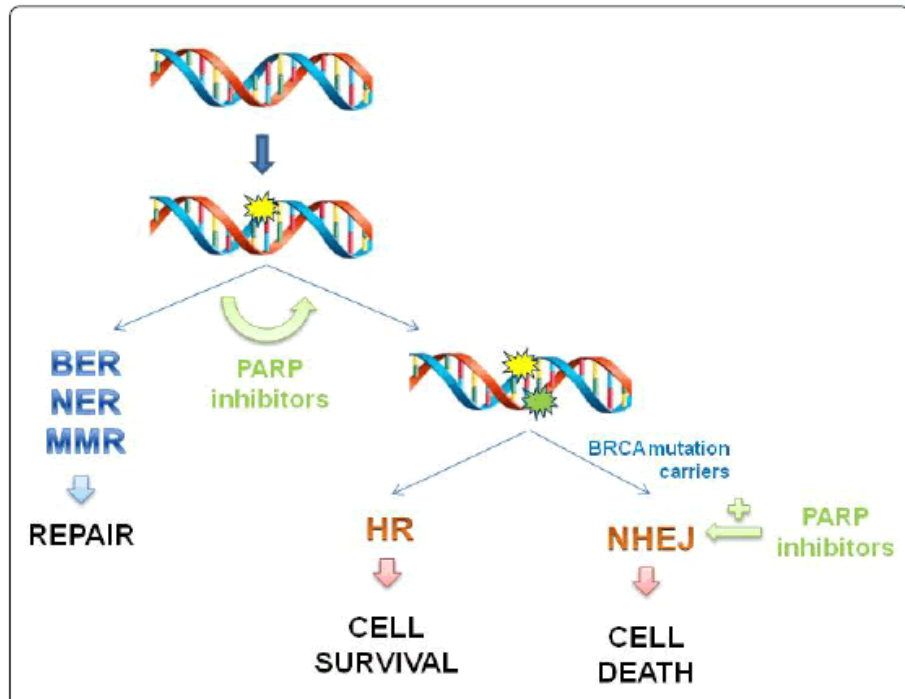 BER
NER
MMR
REPAIR
PARP
inhibitors
BRCA mutation
carriers
HR
CELL
SURVIVAL
NHEJ
CELL
DEATH
+
PARP
inhibitors